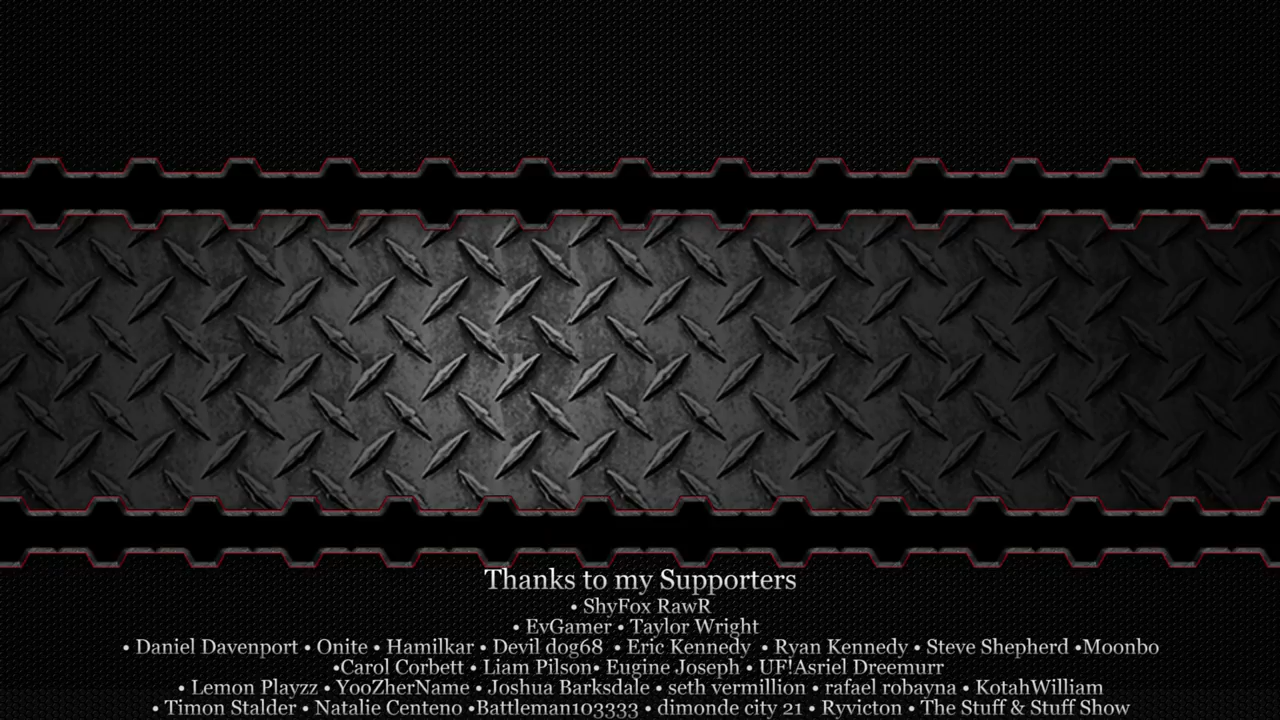 Thanks to my Supporters
• ShyFox RawR
• EvGamer • Taylor Wright
• Daniel Davenport • Onite • Hamilkar • Devil dog68 • Eric Kennedy • Ryan Kennedy • Steve Shepherd •Moonbo
•Carol Corbett • Liam Pilson• Eugine Joseph • UF!Asriel Dreemurr
• Lemon Playzz • YooZherName • Joshua Barksdale • seth vermillion • rafael robayna • KotahWilliam
• Timon Stalder • Natalie Centeno •Battleman103333 • dimonde city 21 • Ryvicton • The Stuff & Stuff Show